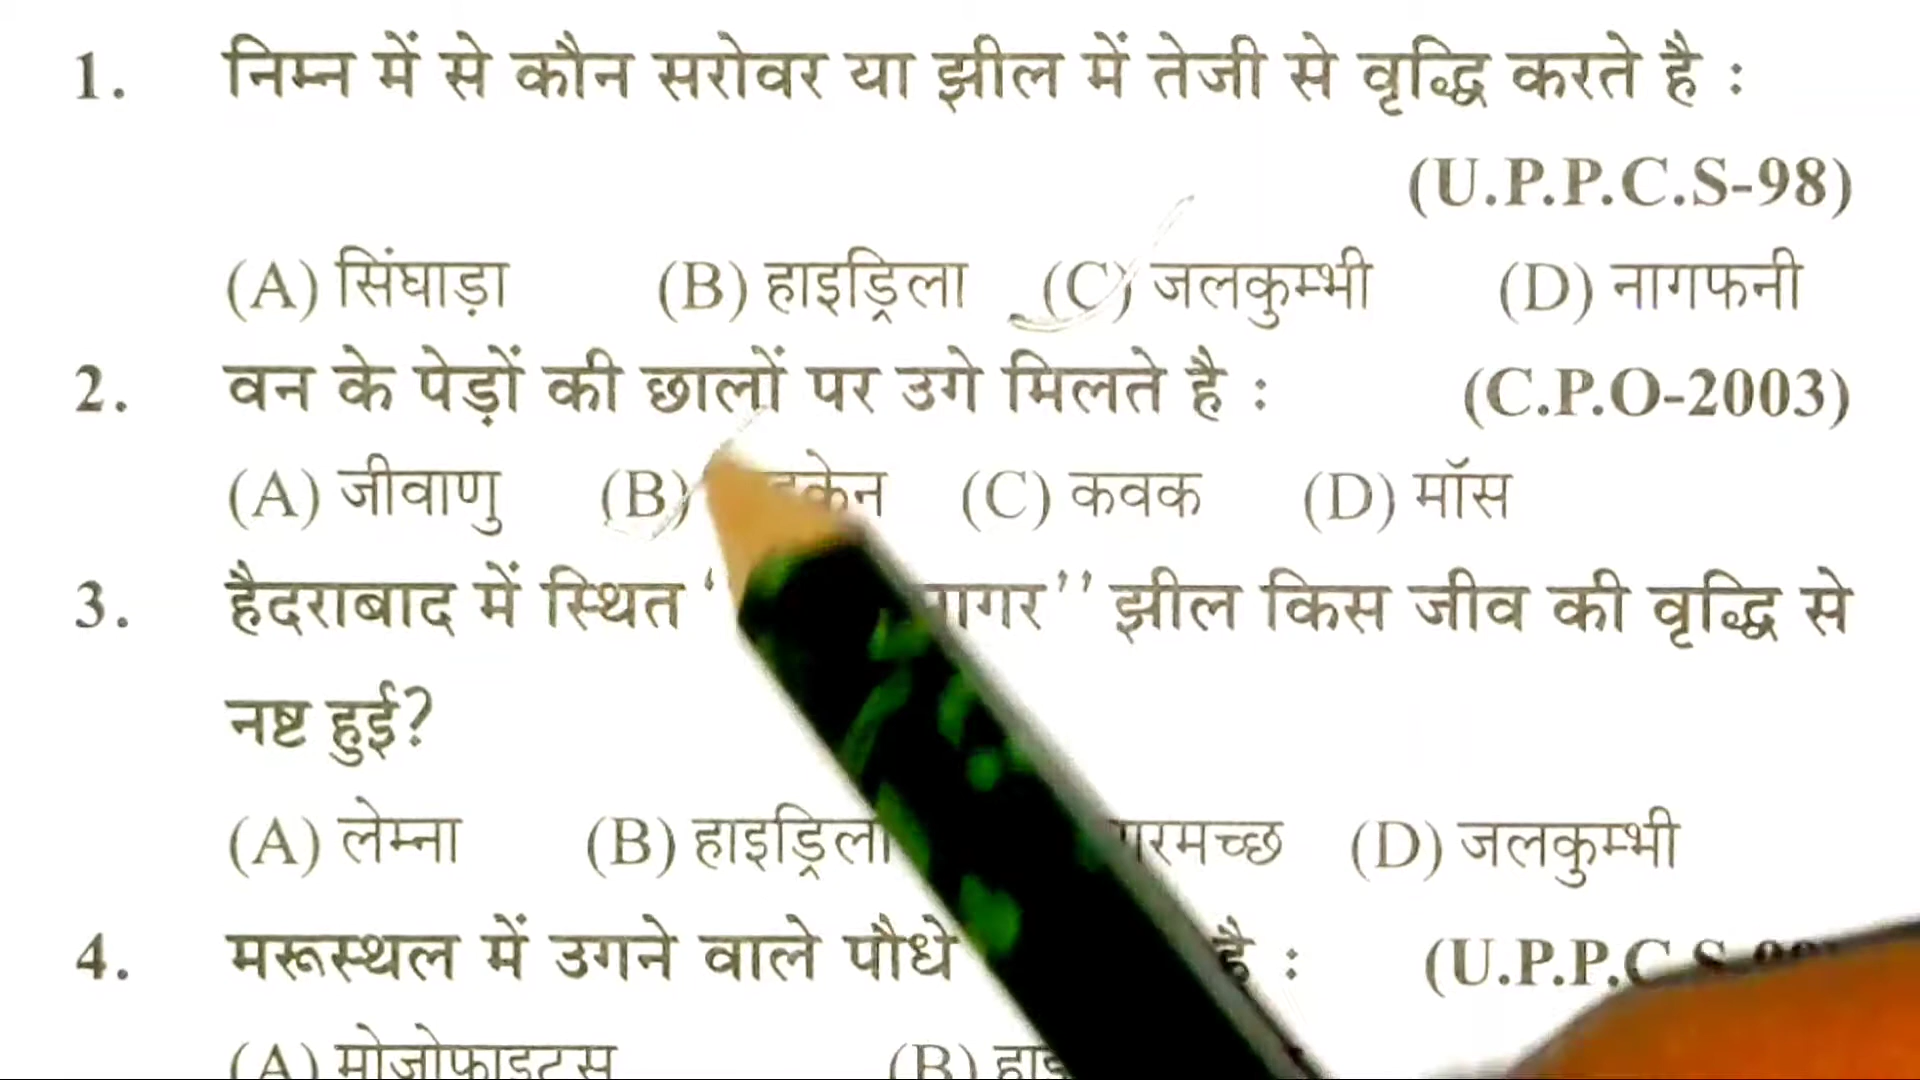 1. निम्न में से कौन सरोवर या झील में तेजी से वृद्धि करते है :
(U.P.P.C.S-98)
(A) सिंघाड़ा (B) हाइड्रिला (C) जलकुम्भी (D) नागफनी
2. वन के पेड़ों की छालों पर उगे मिलते है : (C.P.O-2003)
(A) जीवाणु (B) (C) कवक (D) मॉस
3. हैदराबाद में स्थित झील किस जीव की वृद्धि से
नष्ट हुई?
(A) लेम्ना (B) हाइड्रिला (D) जलकुम्भी
4. मरूस्थल में उगने वाले पौधे है :
(A) (B)